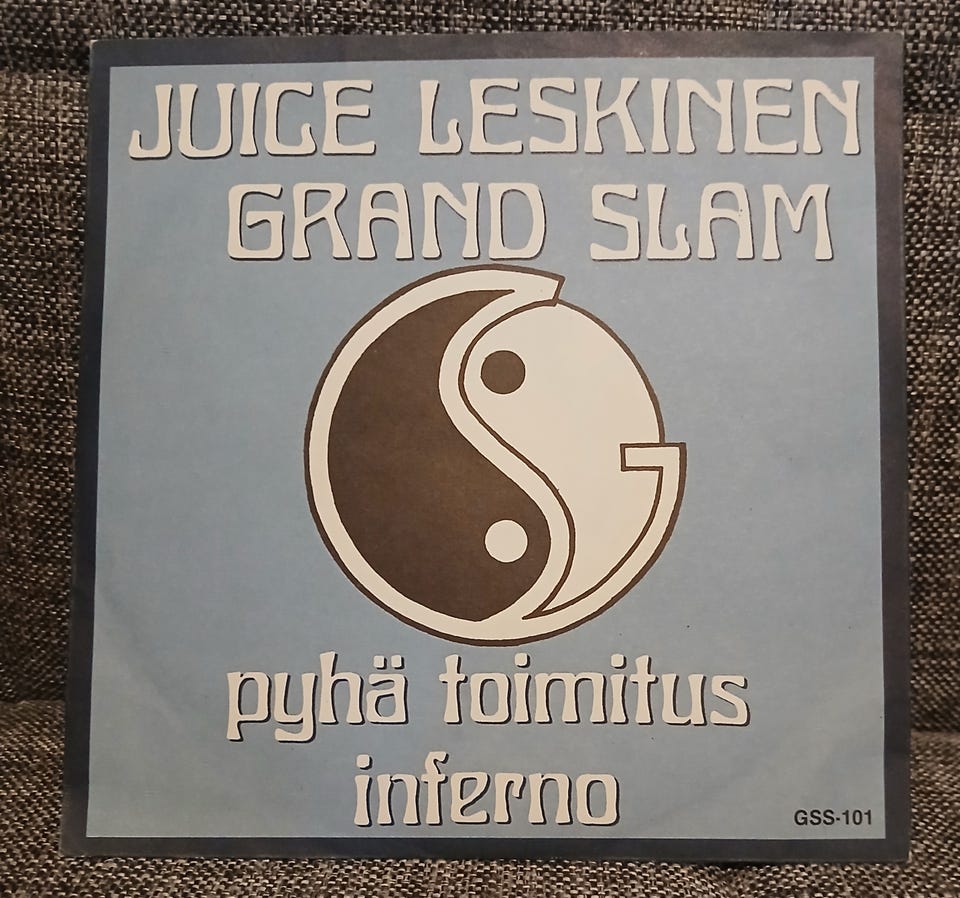 JUICE LESKINEN
GRAND SLAM
pyhä toimitus
inferno
GSS-101